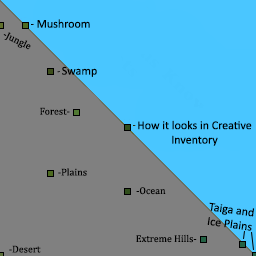 - Mushroom
-Jungle
-Swamp
Forest-
- How it looks in Creative
Inventory
-Plains
-Ocean
Taiga and
Ice Plains
Extreme Hills-
-Desert